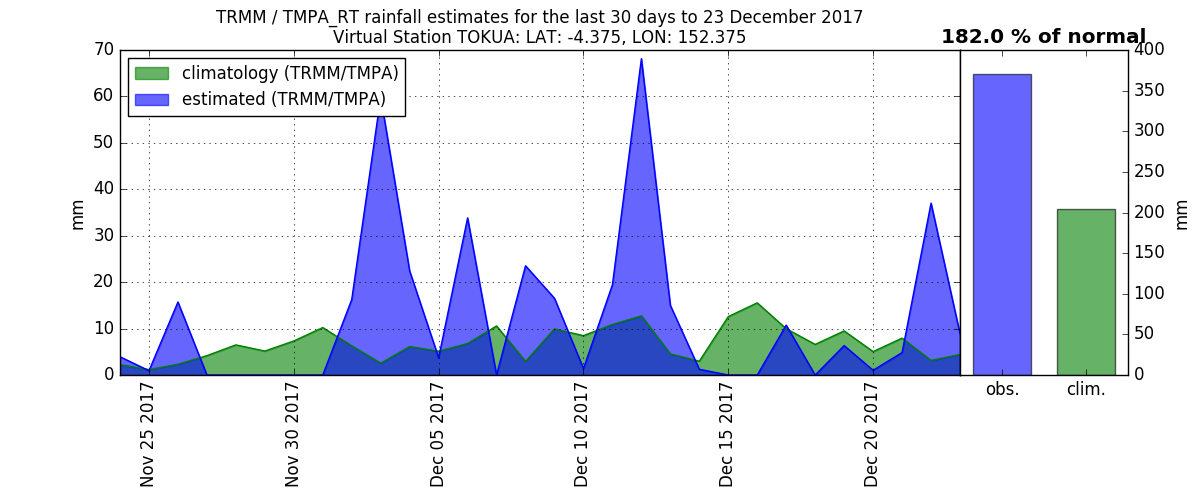 TRMM / TMPA_RT rainfall estimates for the last 30 days to 23 December 2017
Virtual Station TOKUA: LAT: -4.375, LON: 152.375
182.0 % of normal
climatology (TRMM/TMPA)
estimated (TRMM/TMPA)
70
60
50
40
30
20
10
0
mm
Nov 25 2017
Nov 30 2017
Dec 05 2017
Dec 10 2017
Dec 15 2017
Dec 20 2017
400
350
300
250
200
150
100
50
0
mm
obs.
clim.